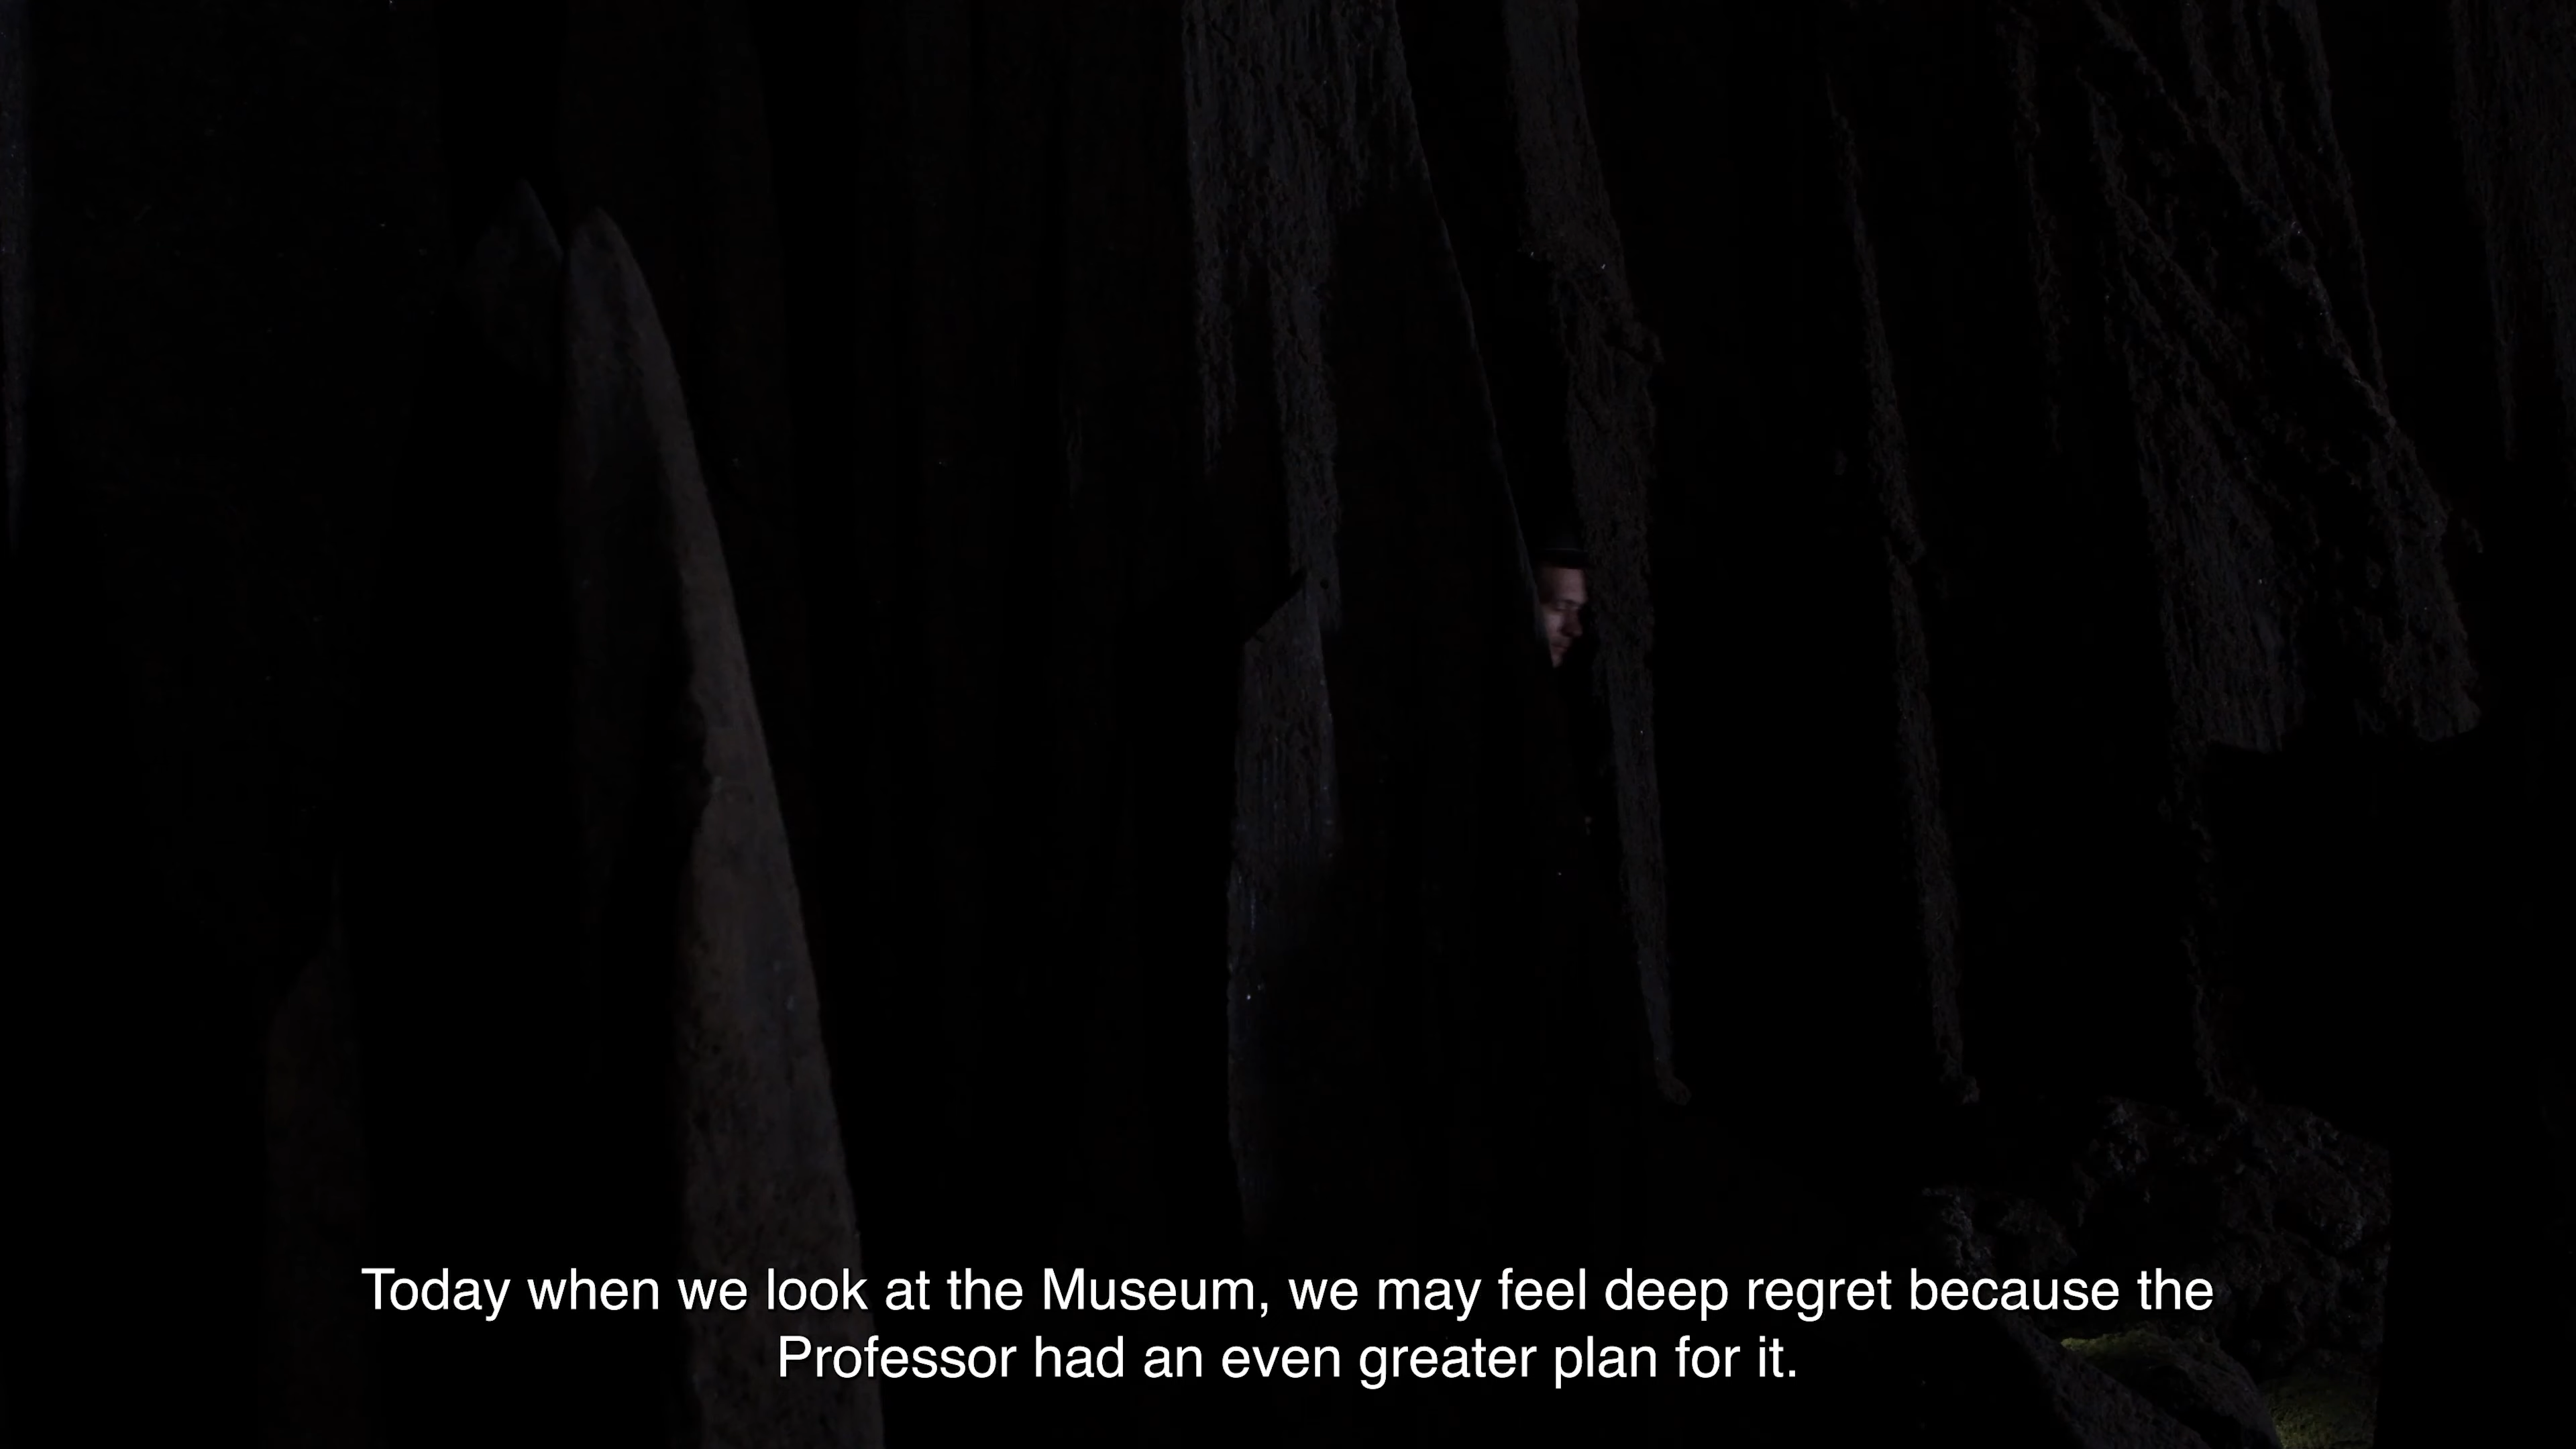 Today when we look at the Museum, we may feel deep regret because the
Professor had an even greater plan for it.